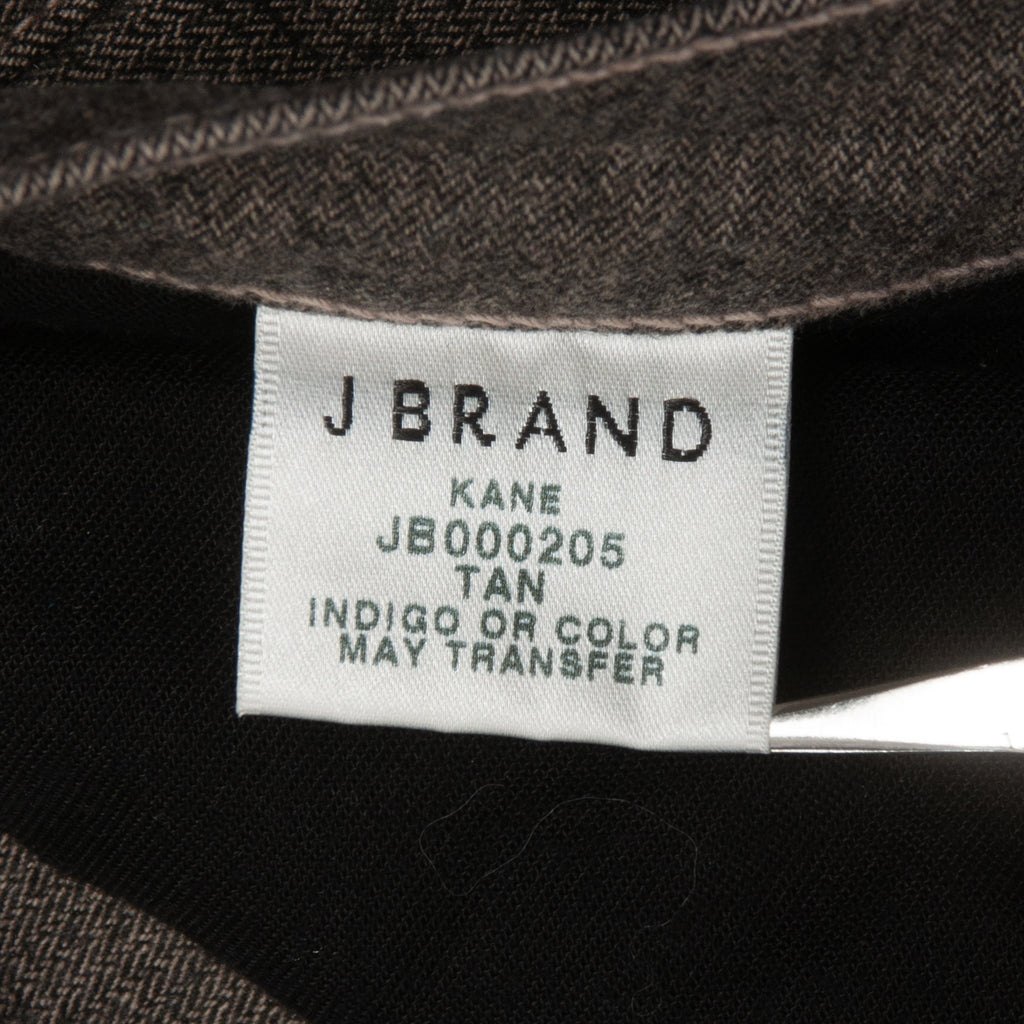 J BRAND
KANE
JB000205
TAN
INDIGO OR COLOR
MAY TRANSFER